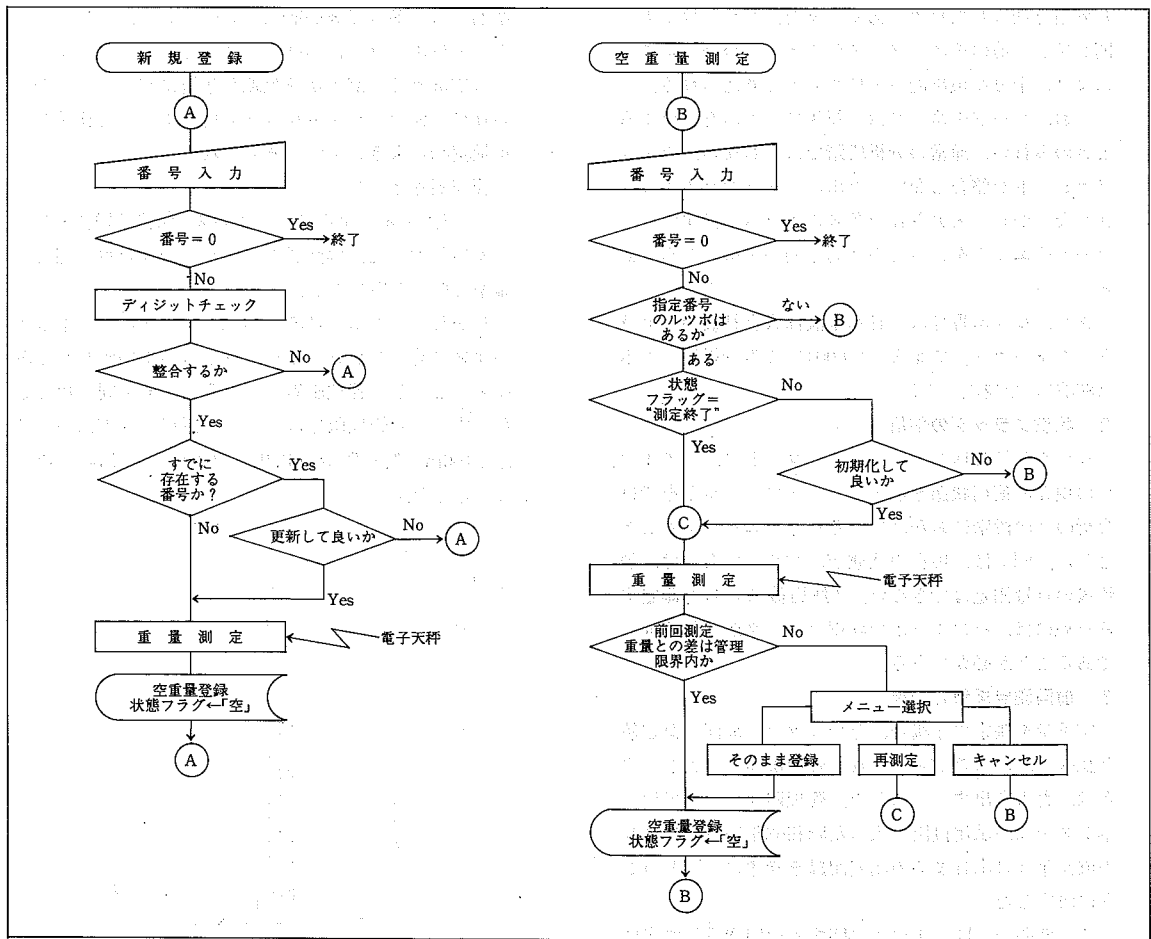 新規登録
A
番号入力
番号＝0
Yes
終了
No
ディジットチェック
整合するか
No
A
Yes
すでに
存在する
番号か？
Yes
No
更新して良いか
No
A
Yes
重量測定
電子天秤
空重量登録
状態フラグ←「空」
A
空重量測定
B
番号入力
番号＝0
Yes
終了
No
指定番号
のルツボは
あるか
ない
B
ある
状態
フラッグ＝
“測定終了”
No
Yes
初期化して
良いか
No
B
Yes
C
重量測定
電子天秤
前回測定
重量との差は管理
限界内か
No
Yes
メニュー選択
そのまま登録
再測定
キャンセル
C
B
空重量登録
状態フラグ←「空」
B